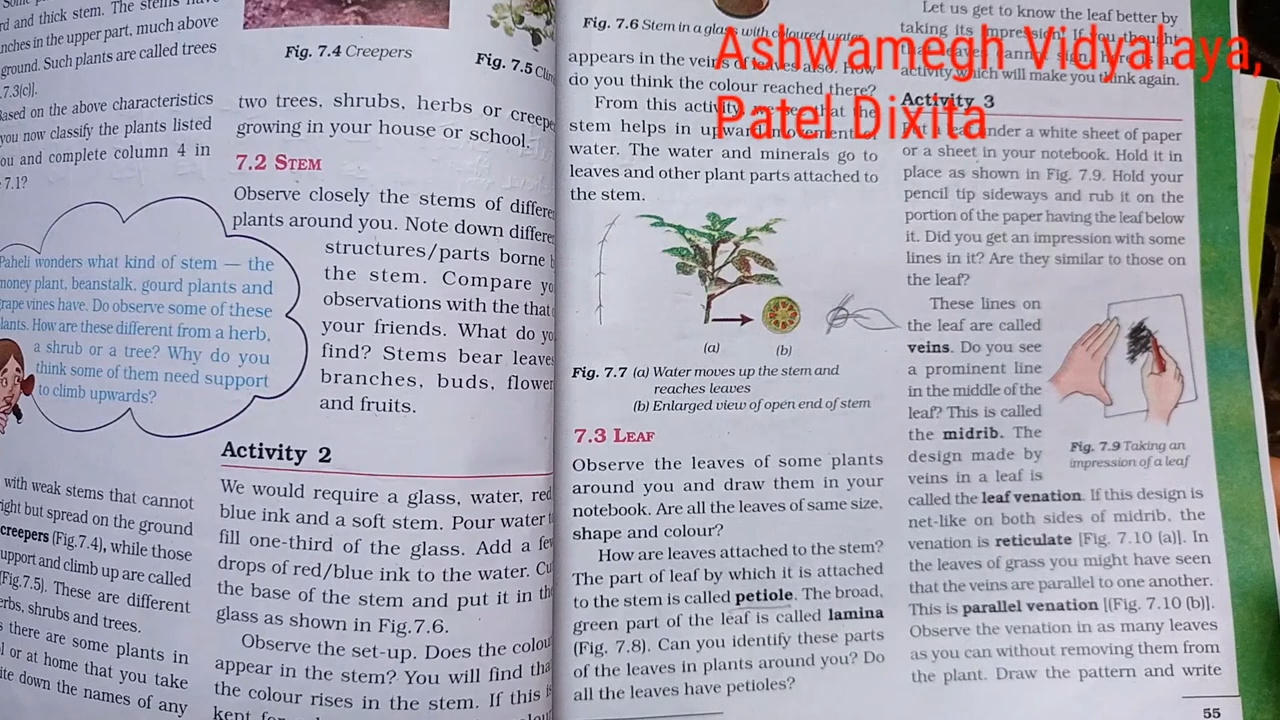 rd and thick stem. The stems have
nches in the upper part, much above
ground. Such plants are called trees
7.3(c)].
Based on the above characteristics
you now classify the plants listed
ou and complete column 4 in
7.1?
Paheli wonders what kind of stem — the
money plant, beanstalk, gourd plants and
grape vines have. Do observe some of these
lants. How are these different from a herb,
a shrub or a tree? Why do you
think some of them need support
to climb upwards?
with weak stems that cannot
right but spread on the ground
creepers (Fig.7.4), while those
upport and climb up are called
(Fig.7.5). These are different
erbs, shrubs and trees.
there are some plants in
l or at home that you take
ite down the names of any
Fig. 7.4 Creepers
Fig. 7.5 Clim
two trees, shrubs, herbs or creepe
growing in your house or school.
7.2 STEM
Observe closely the stems of differe
plants around you. Note down differe
structures/parts borne b
the stem. Compare yo
observations with the that o
your friends. What do yo
find? Stems bear leave
branches, buds, flower
and fruits.
Activity 2
We would require a glass, water, red
blue ink and a soft stem. Pour water t
fill one-third of the glass. Add a few
drops of red/blue ink to the water. Cu
the base of the stem and put it in the
glass as shown in Fig.7.6.
Observe the set-up. Does the colou
appear in the stem? You will find tha
the colour rises in the stem. If this is
Fig. 7.6 Stem in a glass with coloured water
appears in the veins of leaves also. How
do you think the colour reached there?
From this activity that the
stem helps in upward movement
water. The water and minerals go to
leaves and other plant parts attached to
the stem.
(a) (b)
Fig. 7.7 (a) Water moves up the stem and
reaches leaves
(b) Enlarged view of open end of stem
7.3 LEAF
Observe the leaves of some plants
around you and draw them in your
notebook. Are all the leaves of same size,
shape and colour?
How are leaves attached to the stem?
The part of leaf by which it is attached
to the stem is called petiole. The broad,
green part of the leaf is called lamina
(Fig. 7.8). Can you identify these parts
of the leaves in plants around you? Do
all the leaves have petioles?
Let us get to know the leaf better by
taking its impression! If you thought
activity which will make you think again.
Ashwamegh Vidyalaya,
Patel Dixita
Activity 3
under a white sheet of paper
or a sheet in your notebook. Hold it in
place as shown in Fig. 7.9. Hold your
pencil tip sideways and rub it on the
portion of the paper having the leaf below
it. Did you get an impression with some
lines in it? Are they similar to those on
the leaf?
These lines on
the leaf are called
veins. Do you see
a prominent line
in the middle of the
leaf? This is called
the midrib. The
design made by
veins in a leaf is
called the leaf venation. If this design is
net-like on both sides of midrib, the
venation is reticulate [Fig. 7.10 (a)]. In
the leaves of grass you might have seen
that the veins are parallel to one another.
This is parallel venation [(Fig. 7.10 (b)].
Observe the venation in as many leaves
as you can without removing them from
the plant. Draw the pattern and write
Fig. 7.9 Taking an
impression of a leaf
55